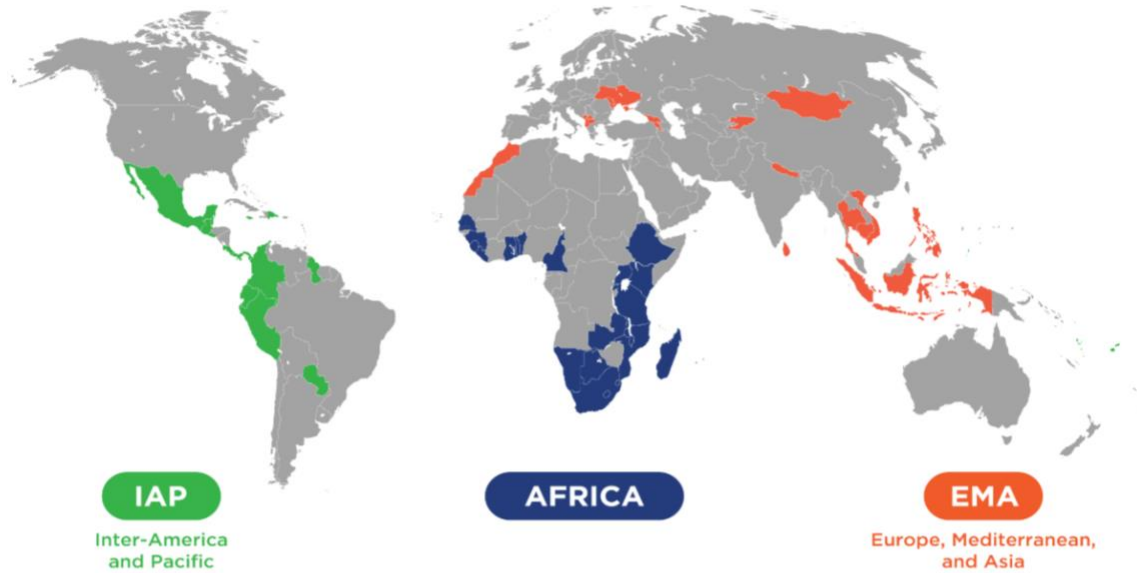 IAP
Inter-America
and Pacific
AFRICA
EMA
Europe, Mediterranean,
and Asia